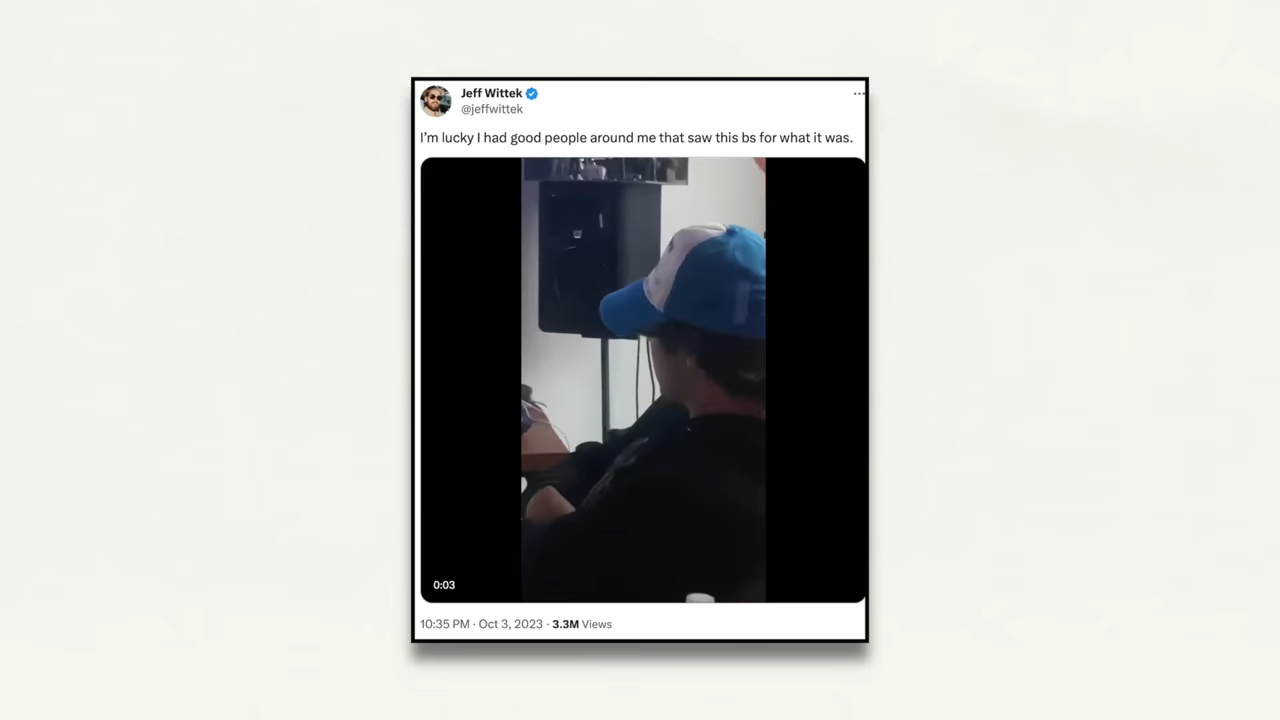 Jeff Wittek
@jeffwittek
I'm lucky I had good people around me that saw this bs for what it was.
0:03
10:35 PM · Oct 3, 2023 · 3.3M Views